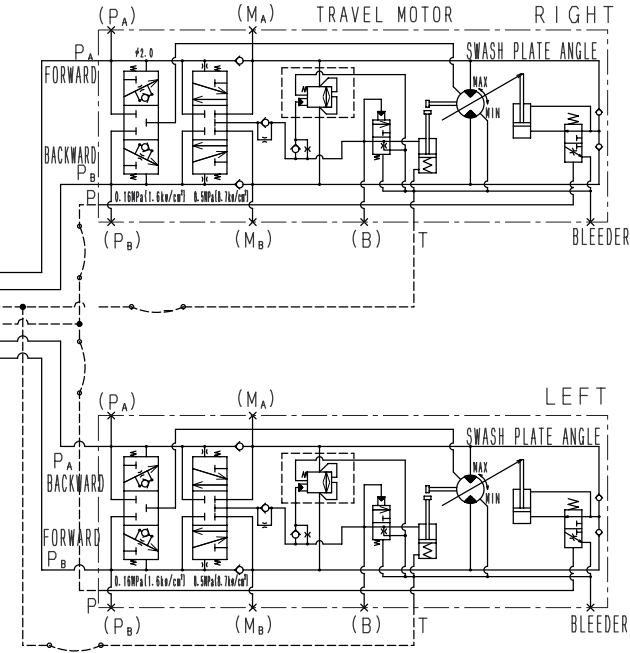 (PA) (MA) TRAVEL MOTOR RIGHT
PA φ2.0 SWASH PLATE ANGLE
FORWARD
MAX
MIN
BACKWARD
PB
P 0.16MPa(1.6kg/cm²) 0.5MPa(0.7kg/cm²)
(PB) (MB) (B) T BLEEDER
(PA) (MA) LEFT
SWASH PLATE ANGLE
PA
BACKWARD
MAX
MIN
FORWARD
PB
0.16MPa(1.6kg/cm²) 0.5MPa(0.7kg/cm²)
P
(PB) (MB) (B) T BLEEDER